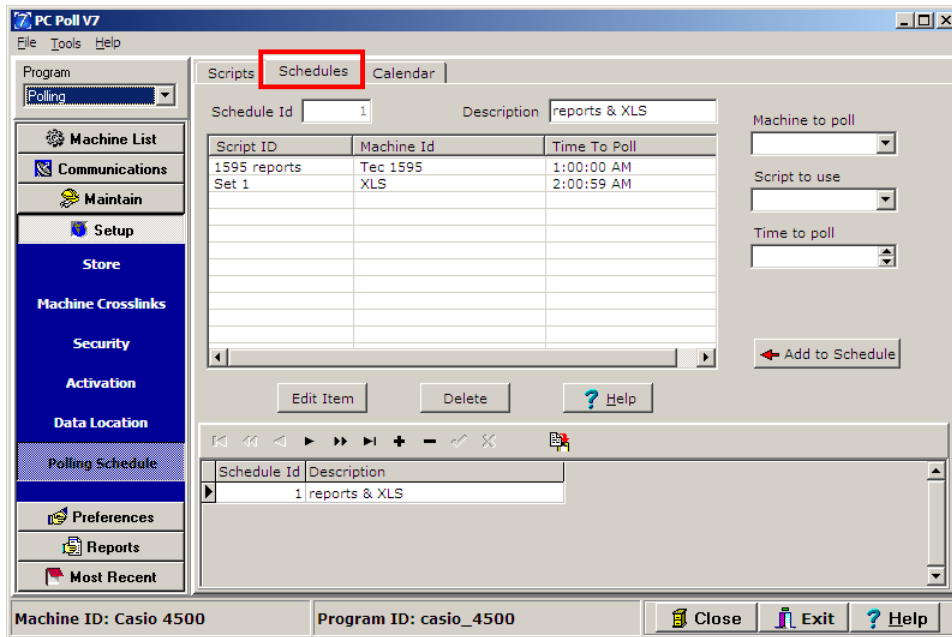 PC Poll V7
File Tools Help
Program
Polling
Machine List
Communications
Maintain
Setup
Store
Machine Crosslinks
Security
Activation
Data Location
Polling Schedule
Preferences
Reports
Most Recent
Scripts Schedules Calendar
Schedule Id 1 Description reports & XLS
Script ID Machine Id Time To Poll
1595 reports Tec 1595 1:00:00 AM
Set 1 XLS 2:00:59 AM
Machine to poll
Script to use
Time to poll
Add to Schedule
Edit Item Delete ? Help
Schedule Id Description
1 reports & XLS
Machine ID: Casio 4500 Program ID: casio_4500 Close Exit ? Help